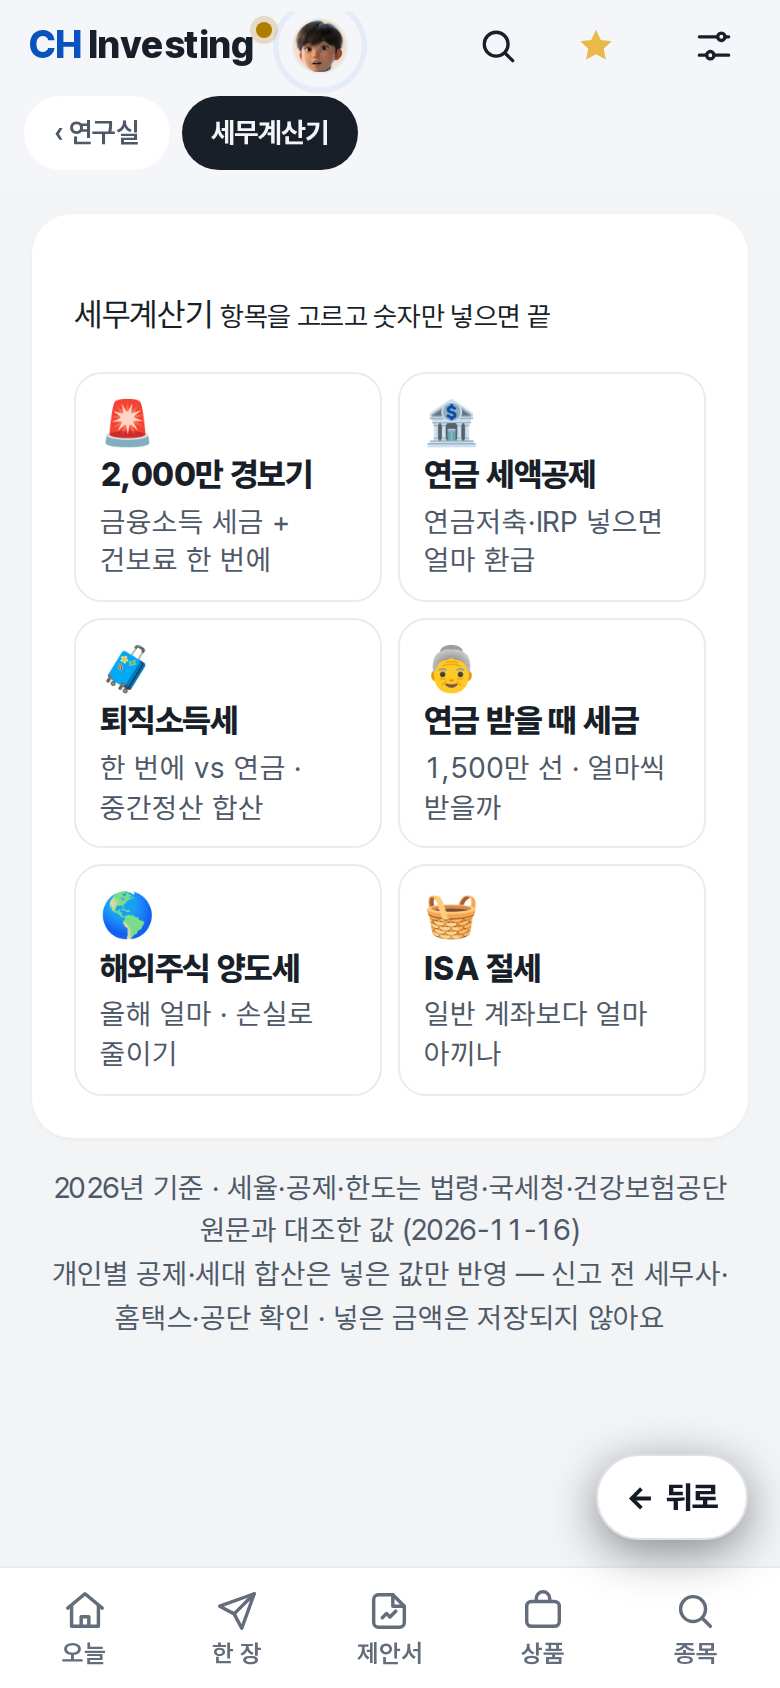 CH Investing
‹ 연구실
세무계산기
세무계산기 항목을 고르고 숫자만 넣으면 끝
2,000만 경보기
금융소득 세금 +
건보료 한 번에
연금 세액공제
연금저축·IRP 넣으면
얼마 환급
퇴직소득세
한 번에 vs 연금 ·
중간정산 합산
연금 받을 때 세금
1,500만 선 · 얼마씩
받을까
해외주식 양도세
올해 얼마 · 손실로
줄이기
ISA 절세
일반 계좌보다 얼마
아끼나
2026년 기준 · 세율·공제·한도는 법령·국세청·건강보험공단
원문과 대조한 값 (2026-11-16)
개인별 공제·세대 합산은 넣은 값만 반영 — 신고 전 세무사·
홈택스·공단 확인 · 넣은 금액은 저장되지 않아요
← 뒤로
오늘
한 장
제안서
상품
종목